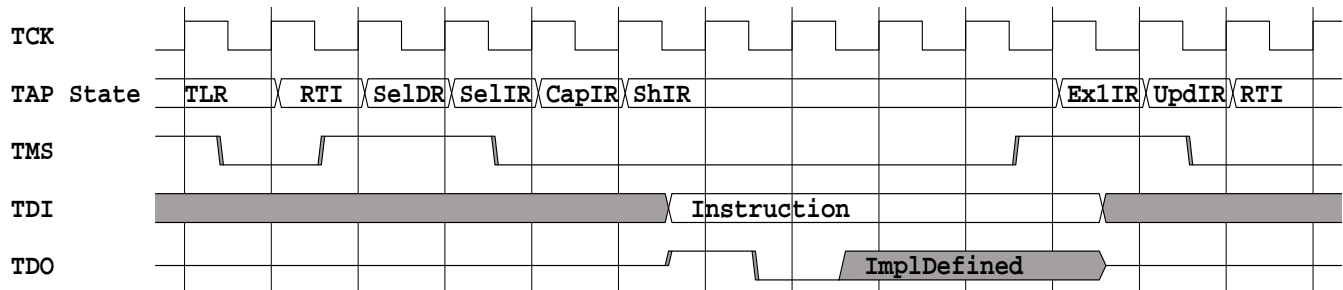 TCK
TAP State TLR RTI SelDR SelIR CapIR ShIR Ex1IR UpdIR RTI
TMS
TDI Instruction
TDO ImplDefined